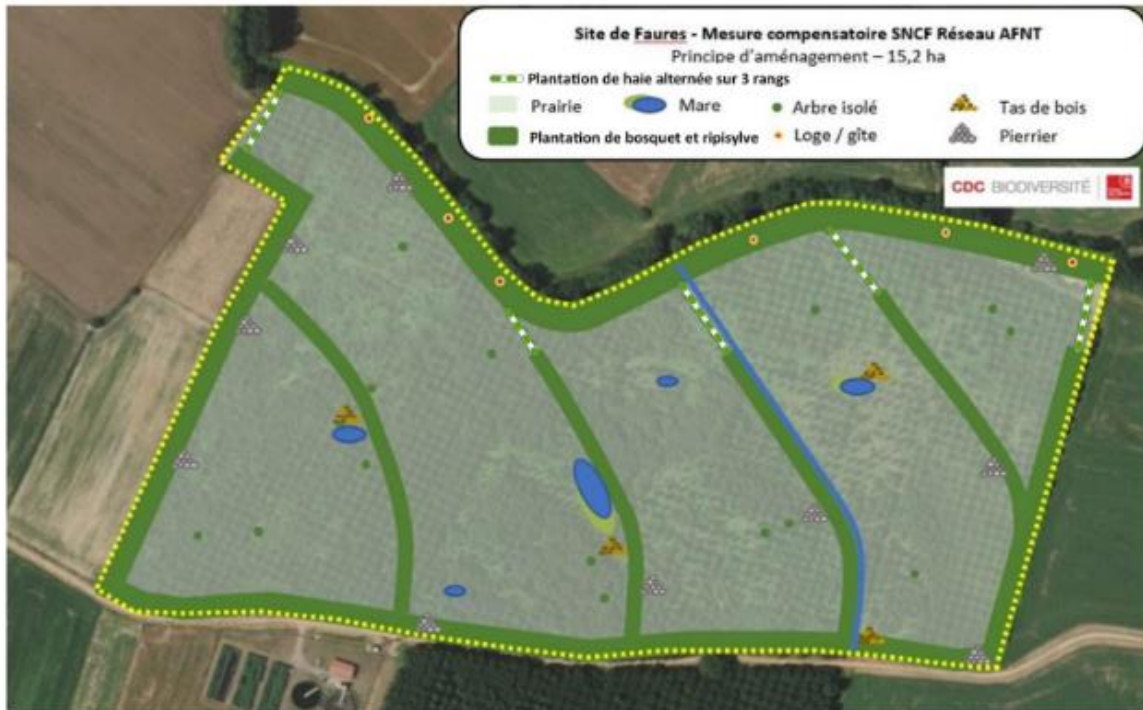 Site de Faures - Mesure compensatoire SNCF Réseau AFNT
Principe d'aménagement – 15,2 ha
Plantation de haie alternée sur 3 rangs
Prairie Mare Arbre isolé Tas de bois
Plantation de bosquet et ripisylve Loge / gîte Pierrier
CDC BIODIVERSITÉ